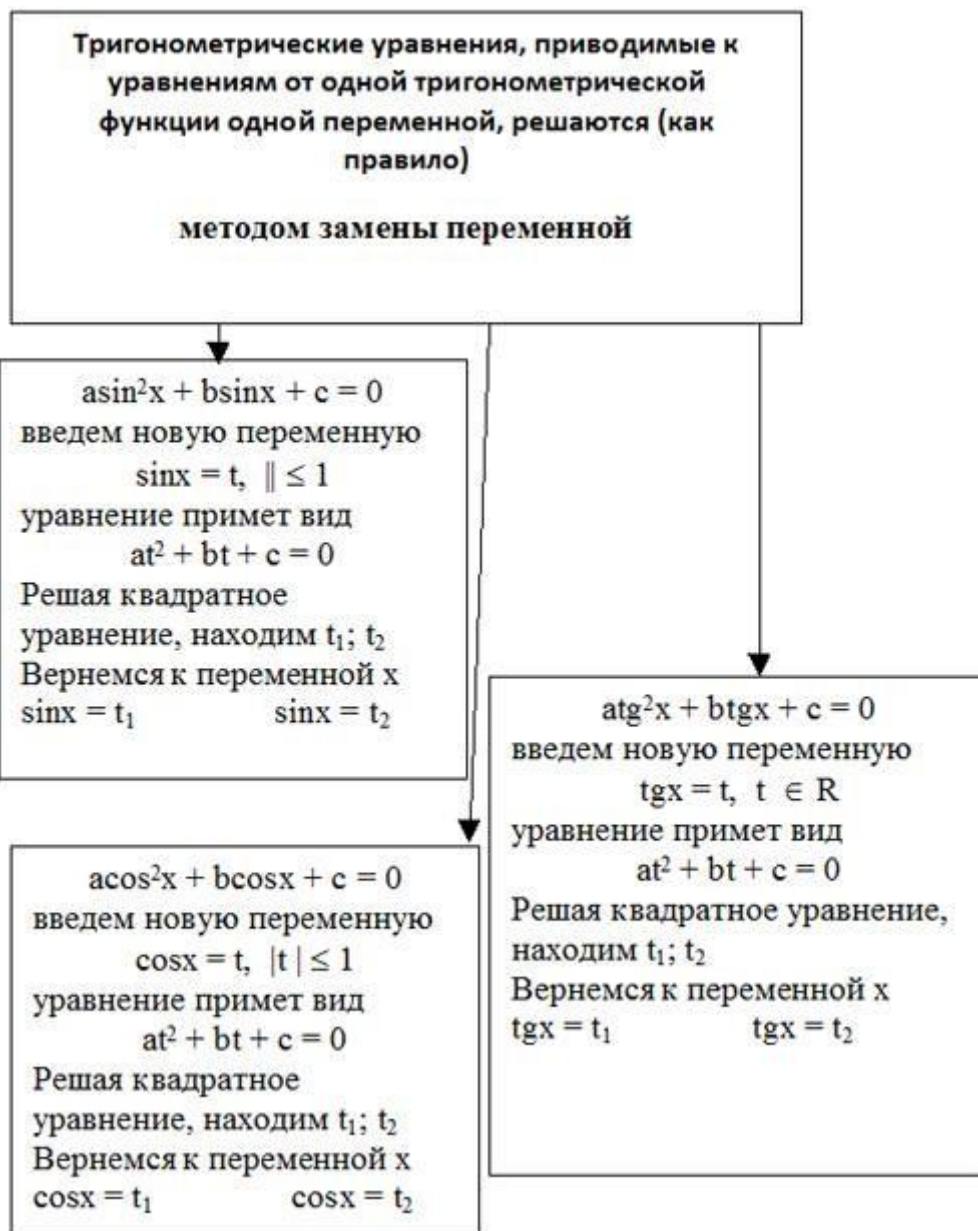 Тригонометрические уравнения, приводимые к
уравнениям от одной тригонометрической
функции одной переменной, решаются (как
правило)
методом замены переменной
asin²x + bsinx + c = 0
введем новую переменную
sinx = t, || ≤ 1
уравнение примет вид
at² + bt + c = 0
Решая квадратное
уравнение, находим t₁; t₂
Вернемся к переменной x
sinx = t₁ sinx = t₂
acos²x + bcosx + c = 0
введем новую переменную
cosx = t, |t | ≤ 1
уравнение примет вид
at² + bt + c = 0
Решая квадратное
уравнение, находим t₁; t₂
Вернемся к переменной x
cosx = t₁ cosx = t₂
atg²x + btgx + c = 0
введем новую переменную
tgx = t, t ∈ R
уравнение примет вид
at² + bt + c = 0
Решая квадратное уравнение,
находим t₁; t₂
Вернемся к переменной x
tgx = t₁ tgx = t₂